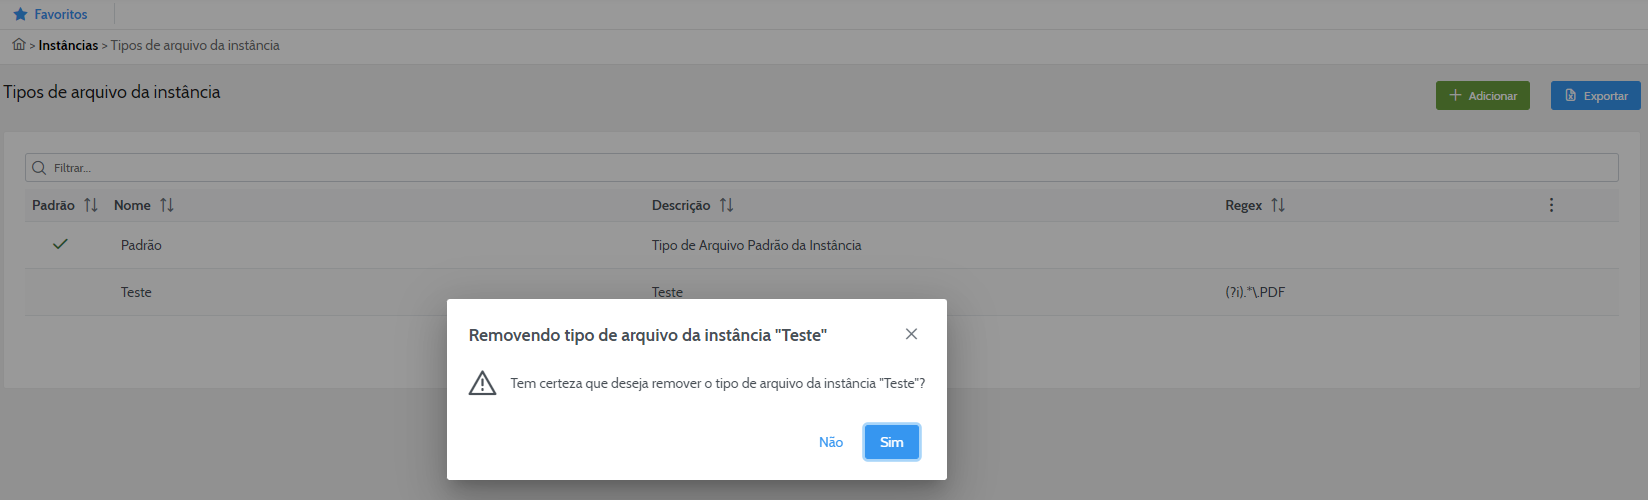 Favoritos
> Instâncias > Tipos de arquivo da instância
Tipos de arquivo da instância
Adicionar
Exportar
Filtrar...
Padrão Nome Descrição Regex
Padrão Tipo de Arquivo Padrão da Instância
Teste Teste (?i).*\.PDF
Removendo tipo de arquivo da instância "Teste"
Tem certeza que deseja remover o tipo de arquivo da instância "Teste"?
Não Sim